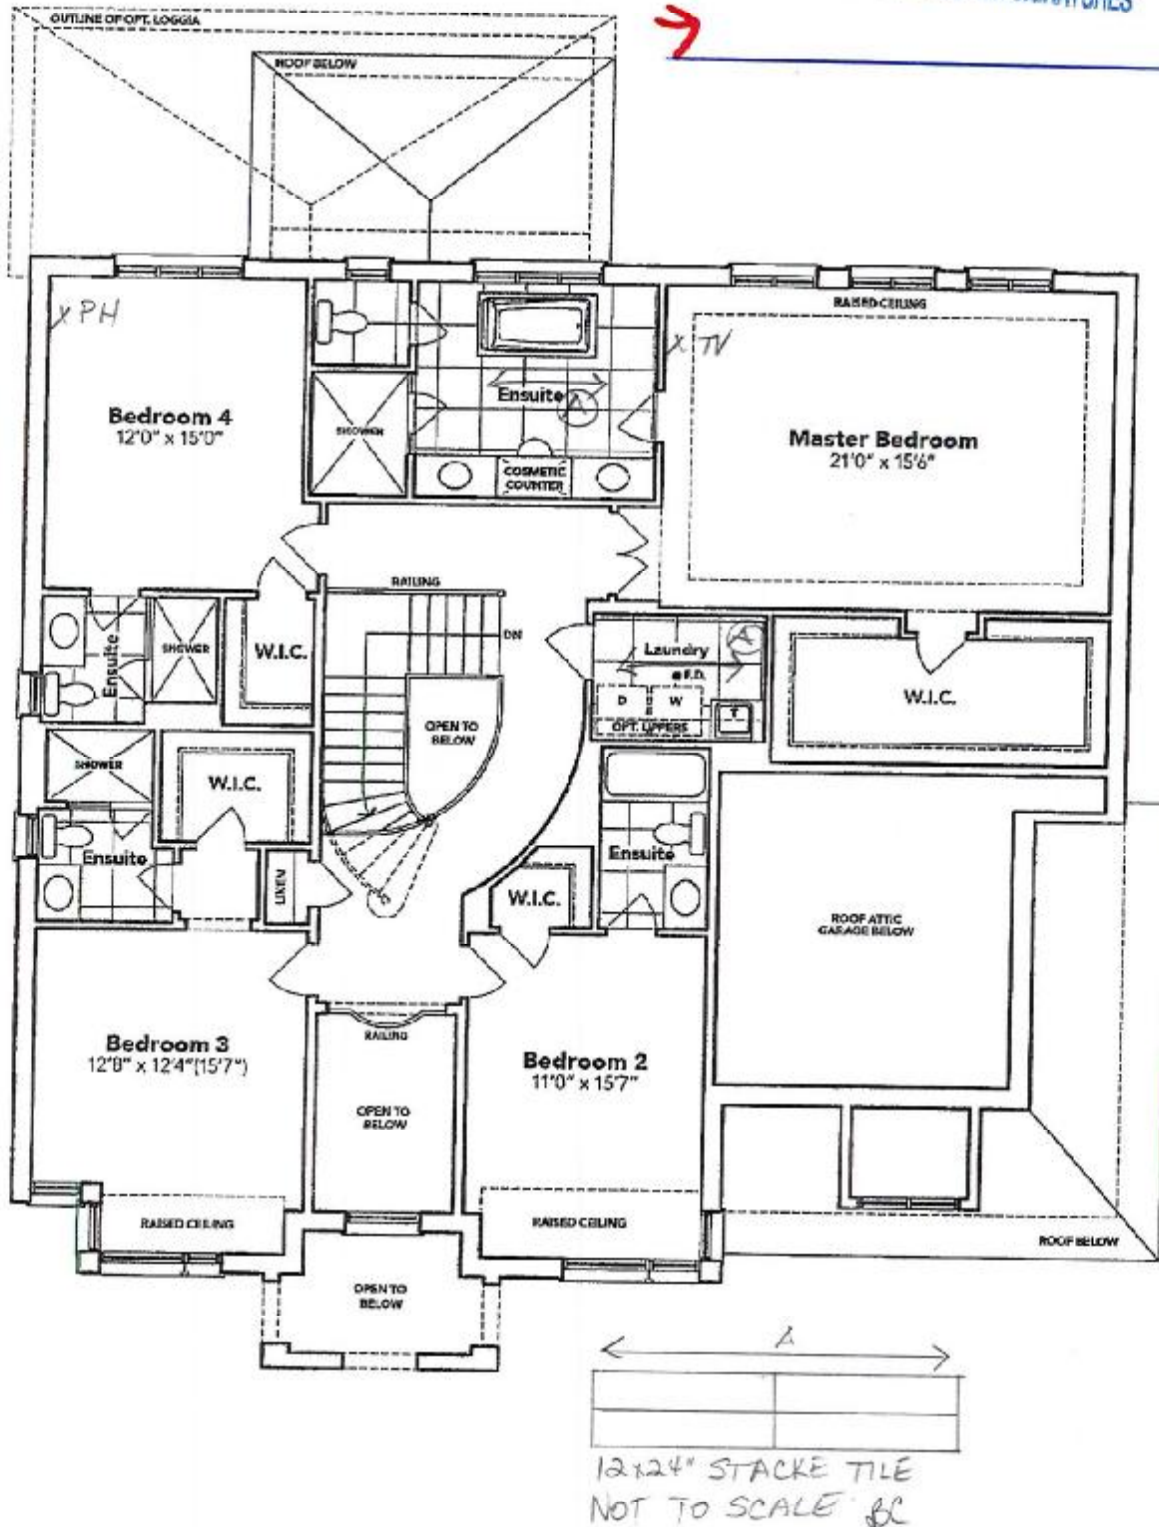 OUTLINE OF OPT. LOGGIA
ROOF BELOW
x PH
Bedroom 4
12'0" x 15'0"
SHOWER
Ensuite
A
COSMETIC
COUNTER
x TV
RAISED CEILING
Master Bedroom
21'0" x 15'6"
RAILING
DN
Ensuite
SHOWER
W.I.C.
OPEN TO
BELOW
Laundry
A
F.D.
D
W
T
OPT. UPPERS
W.I.C.
SHOWER
W.I.C.
Ensuite
LINEN
W.I.C.
Ensuite
ROOF ATTIC
GARAGE BELOW
Bedroom 3
12'8" x 12'4"(15'7")
RAILING
OPEN TO
BELOW
Bedroom 2
11'0" x 15'7"
RAISED CEILING
RAISED CEILING
ROOF BELOW
OPEN TO
BELOW
A
12x24" STACKE TILE
NOT TO SCALE BC